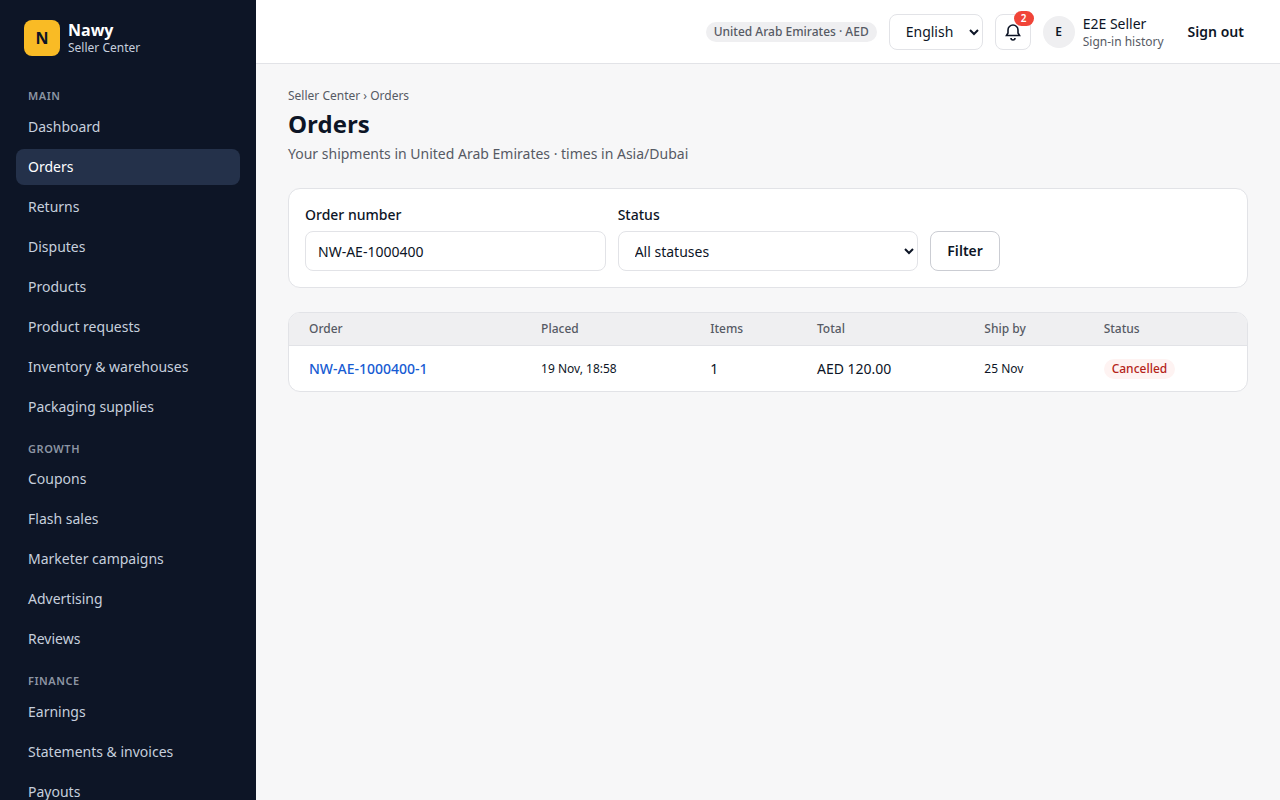 N
Nawy
Seller Center
United Arab Emirates · AED
English
2
E
E2E Seller
Sign-in history
Sign out
MAIN
Dashboard
Orders
Returns
Disputes
Products
Product requests
Inventory & warehouses
Packaging supplies
GROWTH
Coupons
Flash sales
Marketer campaigns
Advertising
Reviews
FINANCE
Earnings
Statements & invoices
Payouts
Seller Center › Orders
Orders
Your shipments in United Arab Emirates · times in Asia/Dubai
Order number Status
NW-AE-1000400 All statuses Filter
Order Placed Items Total Ship by Status
NW-AE-1000400-1 19 Nov, 18:58 1 AED 120.00 25 Nov Cancelled